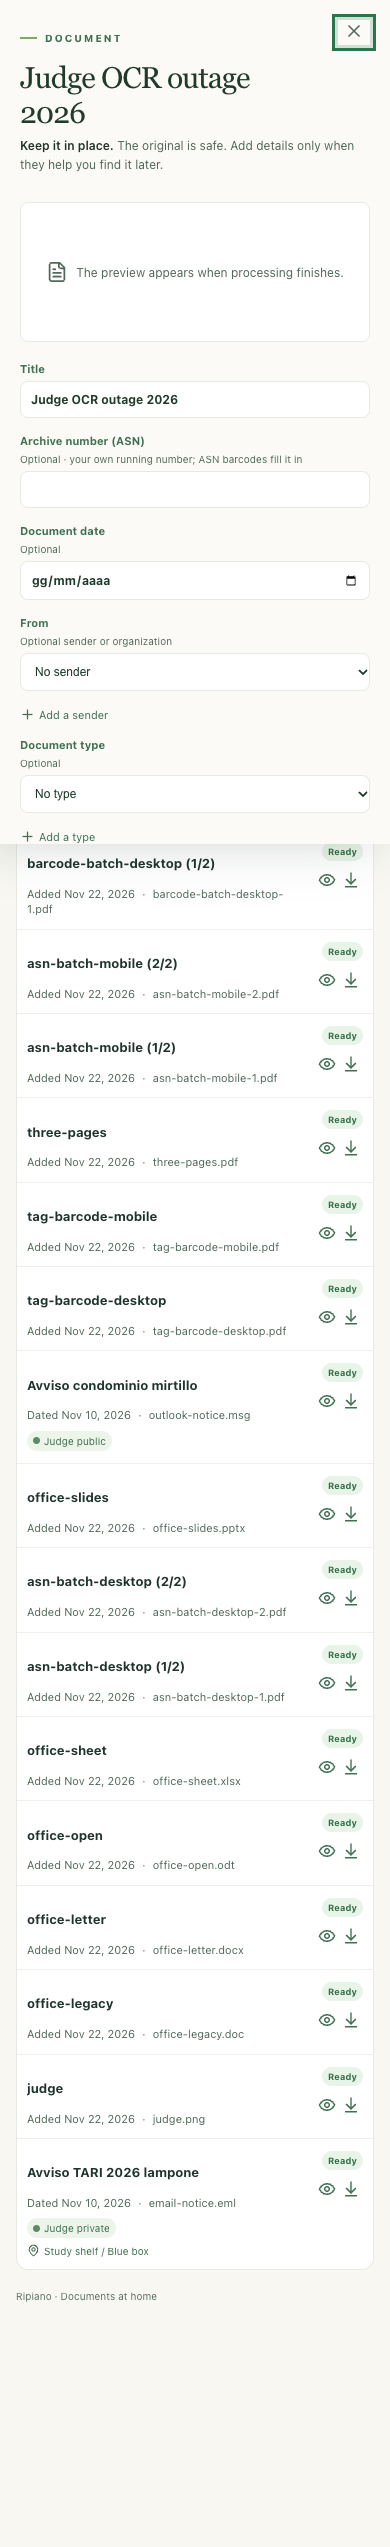 DOCUMENT
Judge OCR outage
2026
Keep it in place. The original is safe. Add details only when
they help you find it later.
The preview appears when processing finishes.
Title
Judge OCR outage 2026
Archive number (ASN)
Optional · your own running number; ASN barcodes fill it in
Document date
Optional
gg/mm/aaaa
From
Optional sender or organization
No sender
Add a sender
Document type
Optional
No type
Add a type
Ready
barcode-batch-desktop (1/2)
Added Nov 22, 2026 · barcode-batch-desktop-
1.pdf
Ready
asn-batch-mobile (2/2)
Added Nov 22, 2026 · asn-batch-mobile-2.pdf
Ready
asn-batch-mobile (1/2)
Added Nov 22, 2026 · asn-batch-mobile-1.pdf
Ready
three-pages
Added Nov 22, 2026 · three-pages.pdf
Ready
tag-barcode-mobile
Added Nov 22, 2026 · tag-barcode-mobile.pdf
Ready
tag-barcode-desktop
Added Nov 22, 2026 · tag-barcode-desktop.pdf
Ready
Avviso condominio mirtillo
Dated Nov 10, 2026 · outlook-notice.msg
Judge public
Ready
office-slides
Added Nov 22, 2026 · office-slides.pptx
Ready
asn-batch-desktop (2/2)
Added Nov 22, 2026 · asn-batch-desktop-2.pdf
Ready
asn-batch-desktop (1/2)
Added Nov 22, 2026 · asn-batch-desktop-1.pdf
Ready
office-sheet
Added Nov 22, 2026 · office-sheet.xlsx
Ready
office-open
Added Nov 22, 2026 · office-open.odt
Ready
office-letter
Added Nov 22, 2026 · office-letter.docx
Ready
office-legacy
Added Nov 22, 2026 · office-legacy.doc
Ready
judge
Added Nov 22, 2026 · judge.png
Ready
Avviso TARI 2026 lampone
Dated Nov 10, 2026 · email-notice.eml
Judge private
Study shelf / Blue box
Ripiano · Documents at home